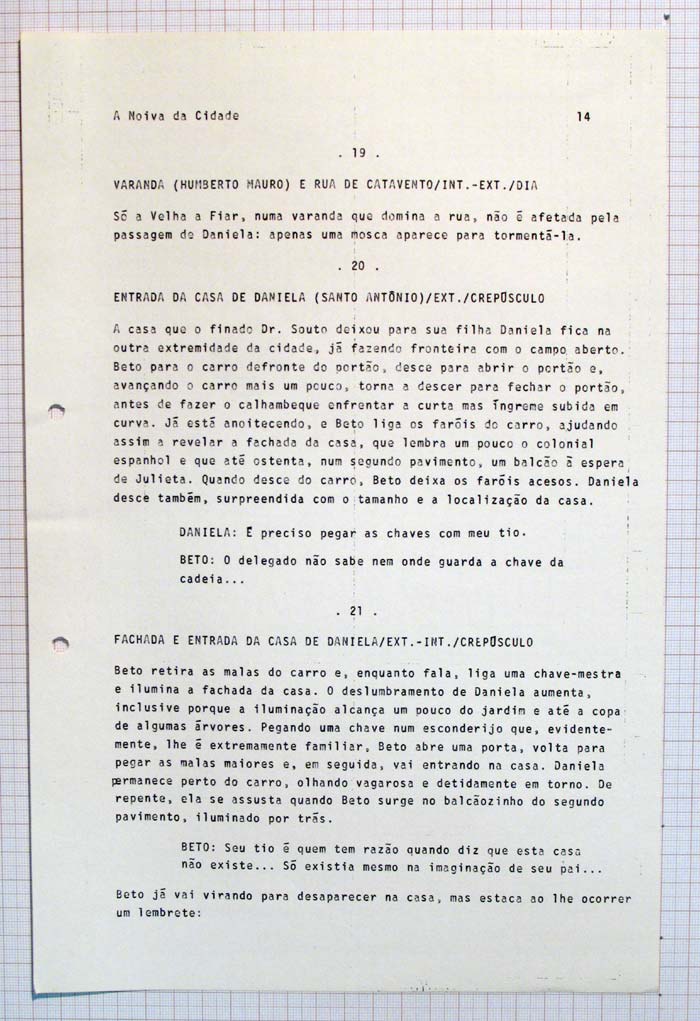 A Noiva da Cidade 14
. 19 .
VARANDA (HUMBERTO MAURO) E RUA DE CATAVENTO/INT.-EXT./DIA
Só a Velha a Fiar, numa varanda que domina a rua, não é afetada pela
passagem de Daniela: apenas uma mosca aparece para tormentá-la.
. 20 .
ENTRADA DA CASA DE DANIELA (SANTO ANTÔNIO)/EXT./CREPÚSCULO
A casa que o finado Dr. Souto deixou para sua filha Daniela fica na
outra extremidade da cidade, já fazendo fronteira com o campo aberto.
Beto para o carro defronte do portão, desce para abrir o portão e,
avançando o carro mais um pouco, torna a descer para fechar o portão,
antes de fazer o calhambeque enfrentar a curta mas íngreme subida em
curva. Já está anoitecendo, e Beto liga os faróis do carro, ajudando
assim a revelar a fachada da casa, que lembra um pouco o colonial
espanhol e que até ostenta, num segundo pavimento, um balcão à espera
de Julieta. Quando desce do carro, Beto deixa os faróis acesos. Daniela
desce também, surpreendida com o tamanho e a localização da casa.
DANIELA: É preciso pegar as chaves com meu tio.
BETO: O delegado não sabe nem onde guarda a chave da
cadeia...
. 21 .
FACHADA E ENTRADA DA CASA DE DANIELA/EXT.-INT./CREPÚSCULO
Beto retira as malas do carro e, enquanto fala, liga uma chave-mestra
e ilumina a fachada da casa. O deslumbramento de Daniela aumenta,
inclusive porque a iluminação alcança um pouco do jardim e até a copa
de algumas árvores. Pegando uma chave num esconderijo que, evidente-
mente, lhe é extremamente familiar, Beto abre uma porta, volta para
pegar as malas maiores e, em seguida, vai entrando na casa. Daniela
permanece perto do carro, olhando vagarosa e detidamente em torno. De
repente, ela se assusta quando Beto surge no balcãozinho do segundo
pavimento, iluminado por trás.
BETO: Seu tio é quem tem razão quando diz que esta casa
não existe... Só existia mesmo na imaginação de seu pai...
Beto já vai virando para desaparecer na casa, mas estaca ao lhe ocorrer
um lembrete: